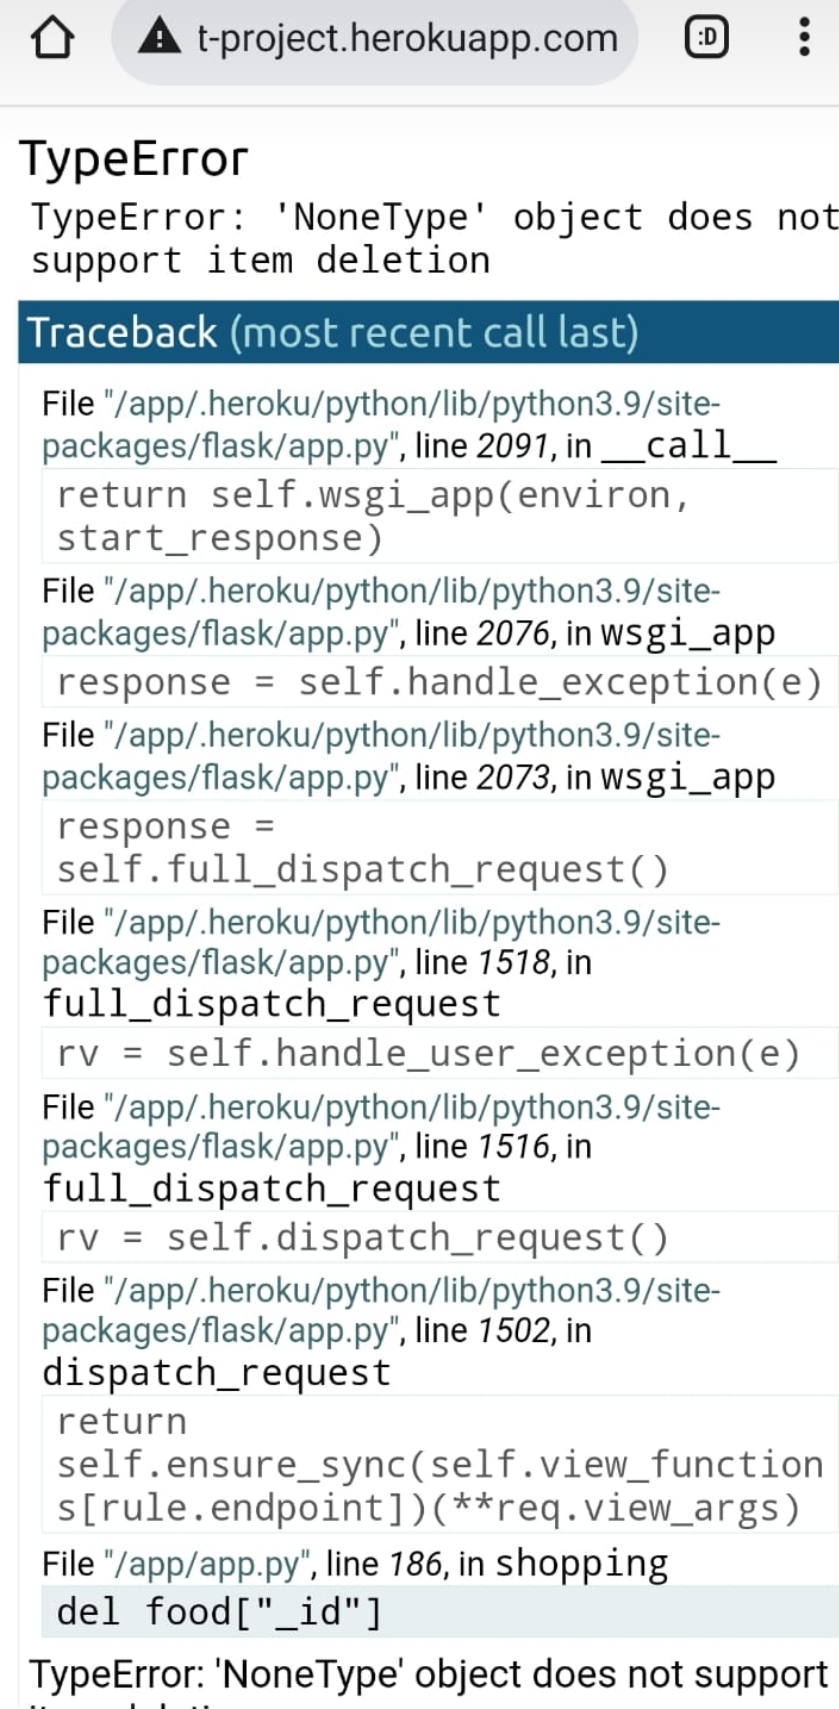 t-project.herokuapp.com
:D
TypeError
TypeError: 'NoneType' object does not
support item deletion
Traceback (most recent call last)
File "/app/.heroku/python/lib/python3.9/site-
packages/flask/app.py", line 2091, in __call__
return self.wsgi_app(environ,
start_response)
File "/app/.heroku/python/lib/python3.9/site-
packages/flask/app.py", line 2076, in wsgi_app
response = self.handle_exception(e)
File "/app/.heroku/python/lib/python3.9/site-
packages/flask/app.py", line 2073, in wsgi_app
response =
self.full_dispatch_request()
File "/app/.heroku/python/lib/python3.9/site-
packages/flask/app.py", line 1518, in
full_dispatch_request
rv = self.handle_user_exception(e)
File "/app/.heroku/python/lib/python3.9/site-
packages/flask/app.py", line 1516, in
full_dispatch_request
rv = self.dispatch_request()
File "/app/.heroku/python/lib/python3.9/site-
packages/flask/app.py", line 1502, in
dispatch_request
return
self.ensure_sync(self.view_function
s[rule.endpoint])(**req.view_args)
File "/app/app.py", line 186, in shopping
del food["_id"]
TypeError: 'NoneType' object does not support